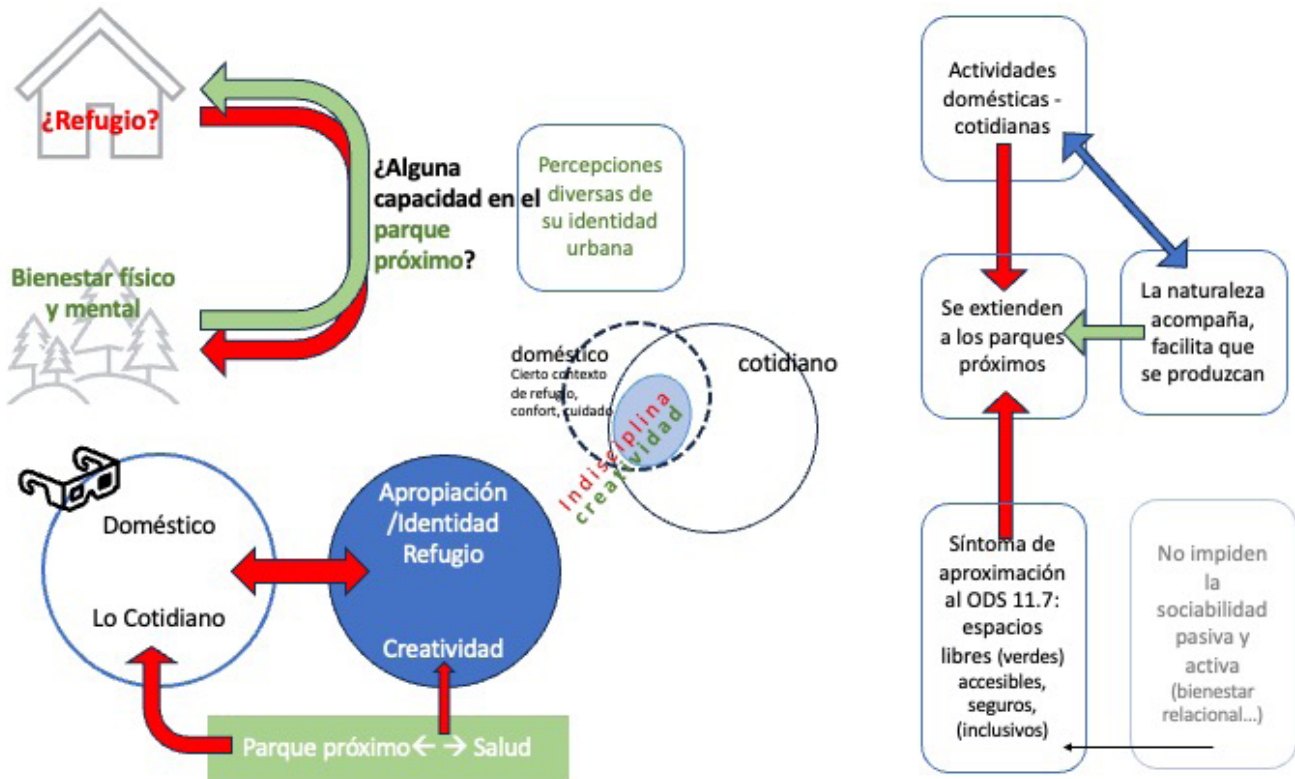 ¿Refugio?
¿Alguna
capacidad en el
parque
próximo?
Bienestar físico
y mental
Percepciones
diversas de
su identidad
urbana
doméstico
Cierto contexto
de refugio,
confort, cuidado
cotidiano
Indisciplina
creatividad
Doméstico
Lo Cotidiano
Apropiación
/Identidad
Refugio
Creatividad
Parque próximo ← → Salud
Actividades
domésticas -
cotidianas
Se extienden
a los parques
próximos
La naturaleza
acompaña,
facilita que
se produzcan
Síntoma de
aproximación
al ODS 11.7:
espacios
libres (verdes)
accesibles,
seguros,
(inclusivos)
No impiden
la
sociabilidad
pasiva y
activa
(bienestar
relacional...)